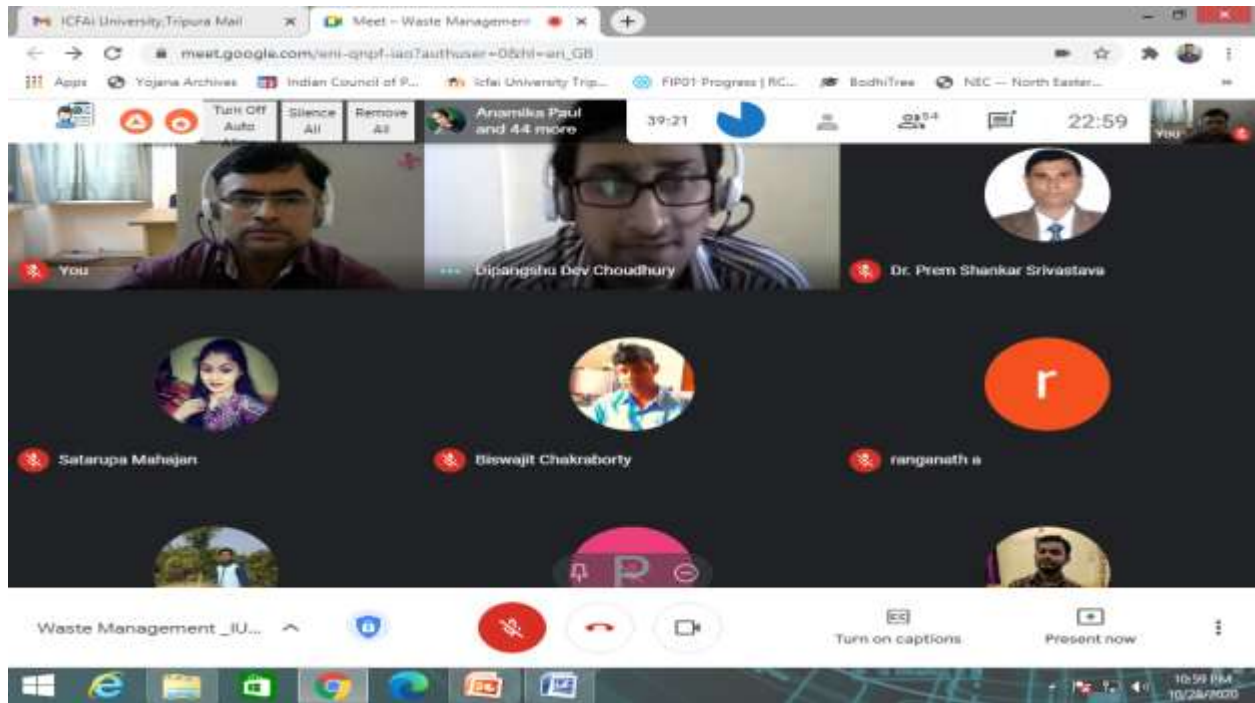 ICFAI University,Tripura Mail
Meet – Waste Management
meet.google.com/eni-qnpf-iao?authuser=0&hl=en_GB
Apps Yojana Archives Indian Council of P... Icfai University Trip... FIP01 Progress | RC... BodhiTree NEC — North Easter...
Turn Off Auto
Silence All
Remove All
Anamika Paul and 44 more
39:21
54
22:59
You
You
Dipangshu Dev Choudhury
Dr. Prem Shankar Srivastava
r
Satarupa Mahajan
Biswajit Chakraborty
ranganath a
Waste Management _IU...
CC
Turn on captions
Present now
10:59 PM
10/28/2020